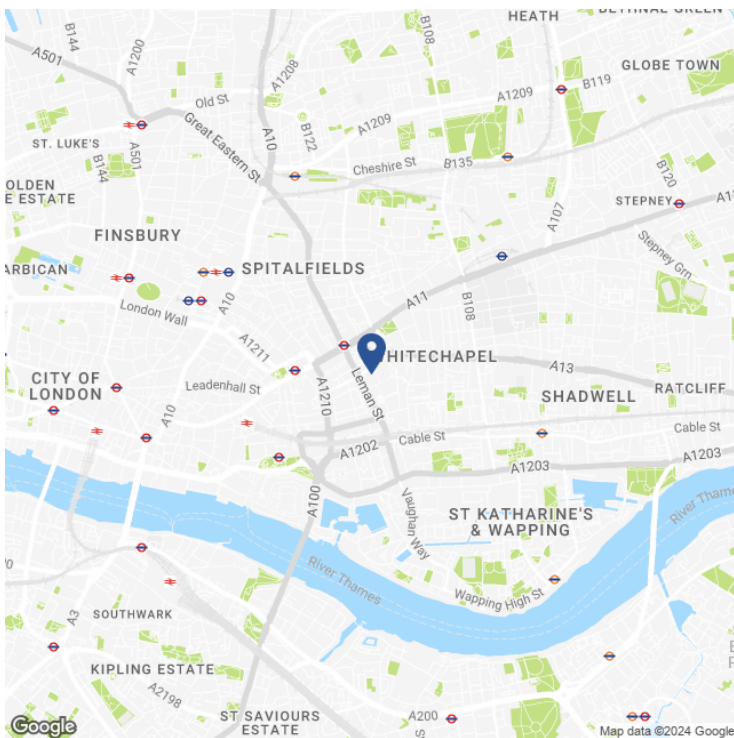 HEATH
BETHNAL GREEN
B144
A1200
A501
A1208
B108
GLOBE TOWN
B119
Old St
A10
A1209
A1209
Great Eastern St
B122
ST. LUKE'S
A501
B144
Cheshire St
B135
B120
OLDEN
E ESTATE
A107
STEPNEY
A11
FINSBURY
Stepney Grn
ARBICAN
SPITALFIELDS
A11
B108
A10
London Wall
A1211
HITECHAPEL
A13
CITY OF
LONDON
Leadenhall St
A1210
Leman St
RATCLIFF
SHADWELL
A10
Cable St
Cable St
A1202
A1203
A1203
A100
Vaughan Way
ST KATHARINE'S
& WAPPING
River Thames
River Thames
Wapping High St
A3
SOUTHWARK
KIPLING ESTATE
A2198
ST SAVIOURS
ESTATE
A200
Google
Map data ©2024 Google